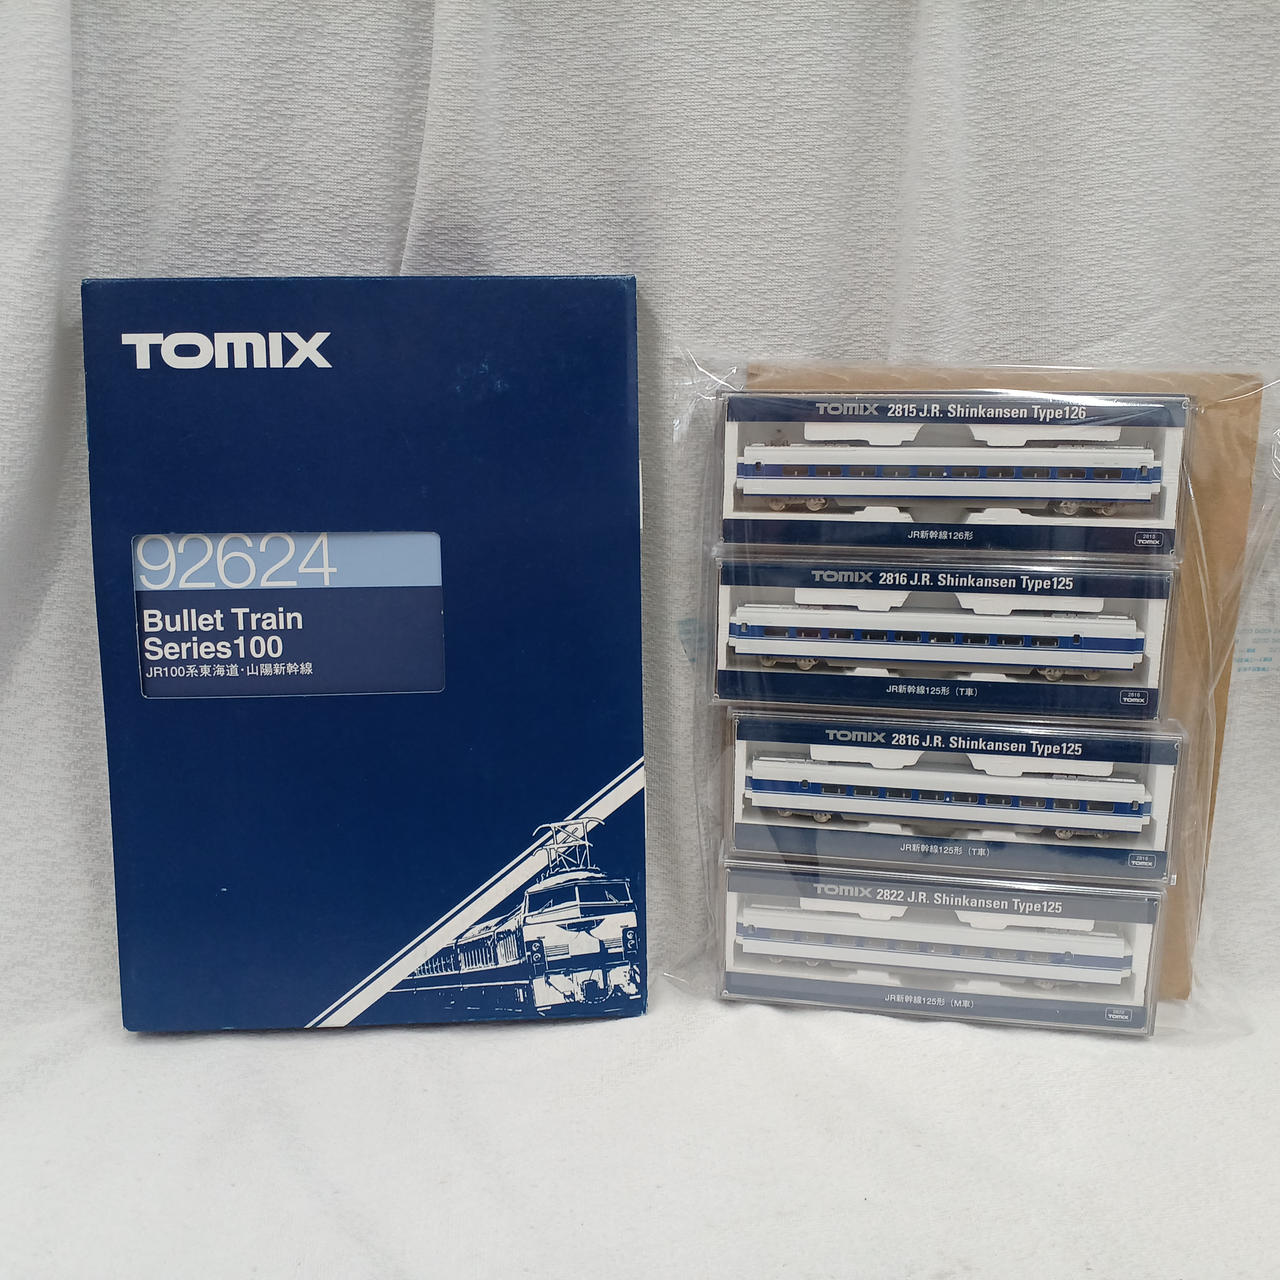 TOMIX
92624
Bullet Train
Series100
JR100系東海道・山陽新幹線
TOMIX 2815 J.R. Shinkansen Type126
JR新幹線126形
2815
TOMIX
TOMIX 2816 J.R. Shinkansen Type125
JR新幹線125形（T車）
2816
TOMIX
TOMIX 2816 J.R. Shinkansen Type125
JR新幹線125形（T車）
2816
TOMIX
TOMIX 2822 J.R. Shinkansen Type125
JR新幹線125形（M車）
2822
TOMIX